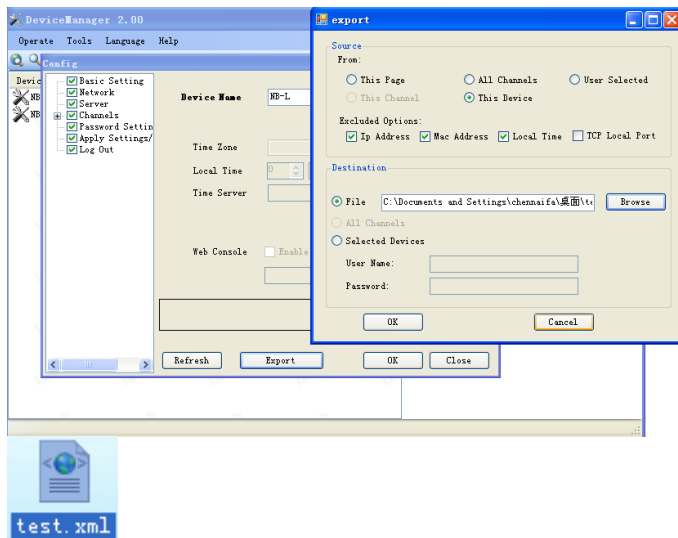 DeviceManager 2.00
Operate Tools Language Help
Config
Devic
NB
NB
Basic Setting
Network
Server
Channels
Password Settin
Apply Settings/
Log Out
Device Name NB-L
Time Zone
Local Time 0
Time Server
Web Console Enable
Refresh Export OK Close
export
Source
From:
This Page All Channels User Selected
This Channel This Device
Excluded Options:
Ip Address Mac Address Local Time TCP Local Port
Destination
File C:\Documents and Settings\chennaifa\桌面\te Browse
All Channels
Selected Devices
User Name:
Password:
OK Cancel
test.xml